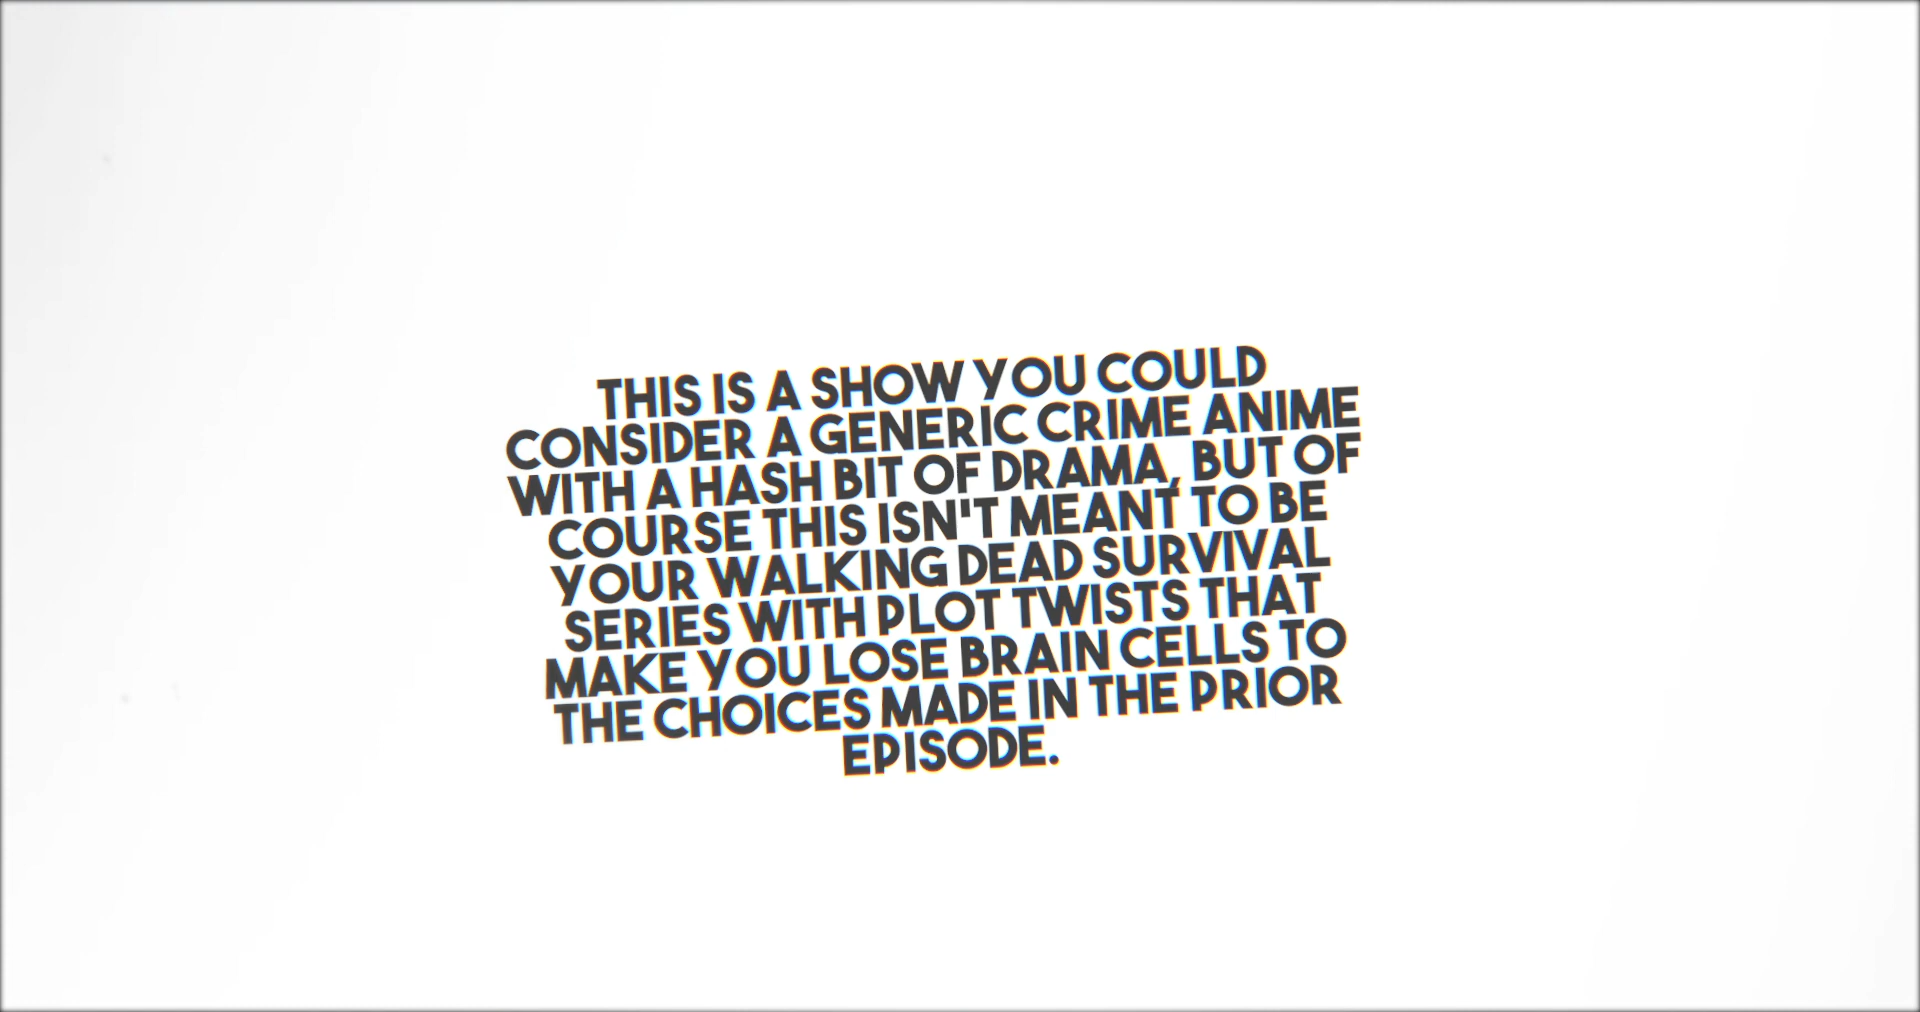 THIS IS A SHOW YOU COULD
CONSIDER A GENERIC CRIME ANIME
WITH A HASH BIT OF DRAMA, BUT OF
COURSE THIS ISN'T MEANT TO BE
YOUR WALKING DEAD SURVIVAL
SERIES WITH PLOT TWISTS THAT
MAKE YOU LOSE BRAIN CELLS TO
THE CHOICES MADE IN THE PRIOR
EPISODE.